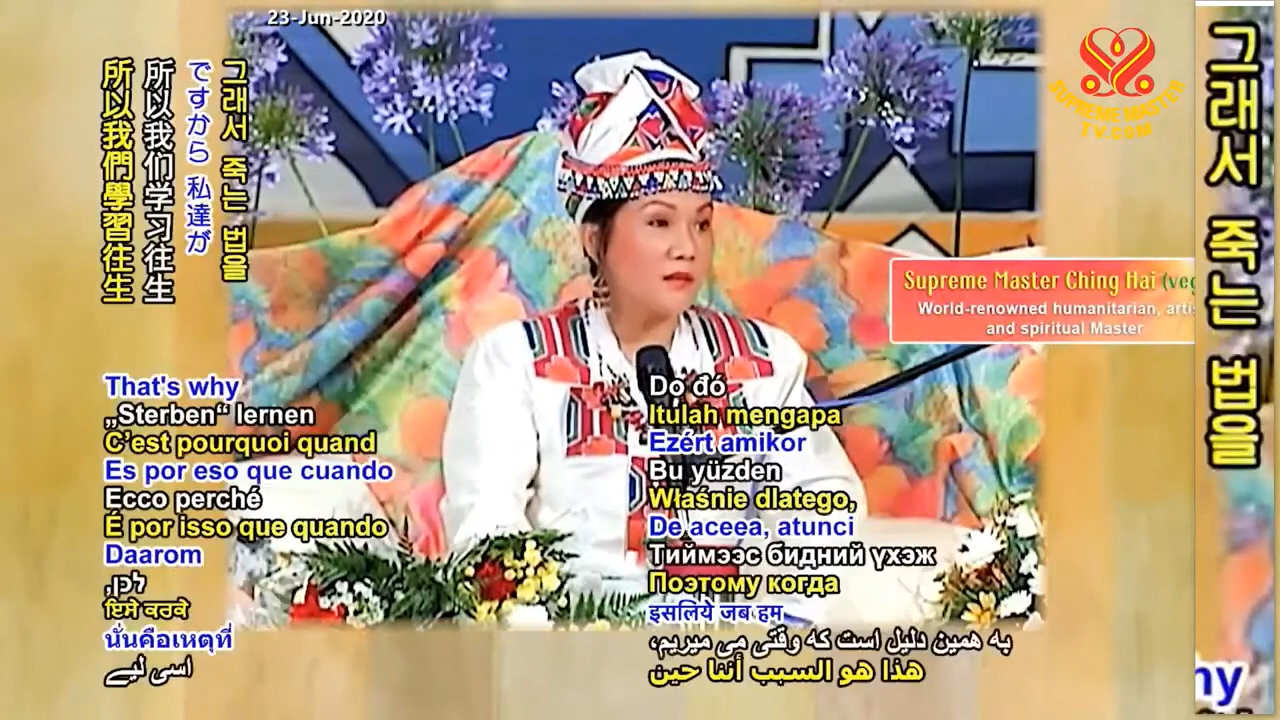 23-Jun-2020
SUPREME MASTER
TV.COM
그래서 죽는 법을
ですから 私達が
所以我们学习往生
所以我們學習往生
Supreme Master Ching Hai (veg
World-renowned humanitarian, artis
and spiritual Master
That's why
„Sterben“ lernen
C'est pourquoi quand
Es por eso que cuando
Ecco perché
É por isso que quando
Daarom
לכן,
ਇਸੇ ਕਰਕੇ
นั่นคือเหตุที่
اسی لیے
Do đó
Itulah mengapa
Ezért amikor
Bu yüzden
Właśnie dlatego,
De aceea, atunci
Тиймээс бидний үхэж
Поэтому когда
इसलिये जब हम
به همین دلیل است که وقتی می میریم،
هذا هو السبب أننا حين
그래서 죽는 법을
hy